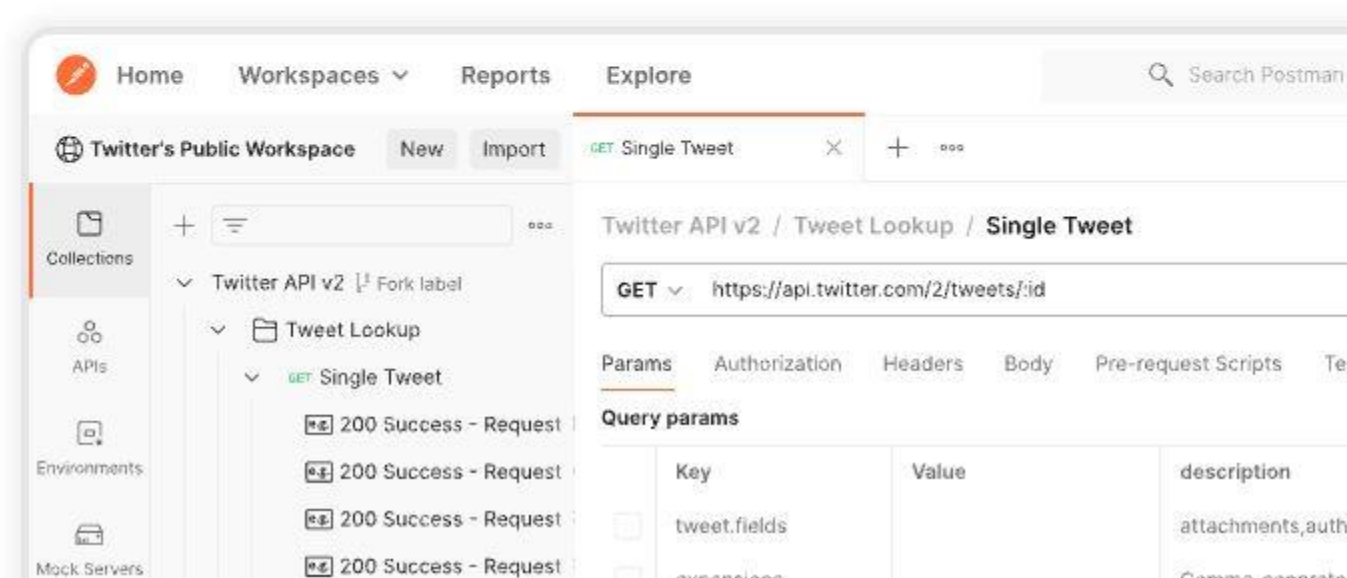 Home Workspaces Reports Explore Search Postman
Twitter's Public Workspace New Import GET Single Tweet
Collections
APIs
Environments
Mock Servers
Twitter API v2 Fork label
Tweet Lookup
GET Single Tweet
e.g. 200 Success - Request
e.g. 200 Success - Request
e.g. 200 Success - Request
e.g. 200 Success - Request
Twitter API v2 / Tweet Lookup / Single Tweet
GET https://api.twitter.com/2/tweets/:id
Params Authorization Headers Body Pre-request Scripts Te
Query params
Key Value description
tweet.fields attachments,auth